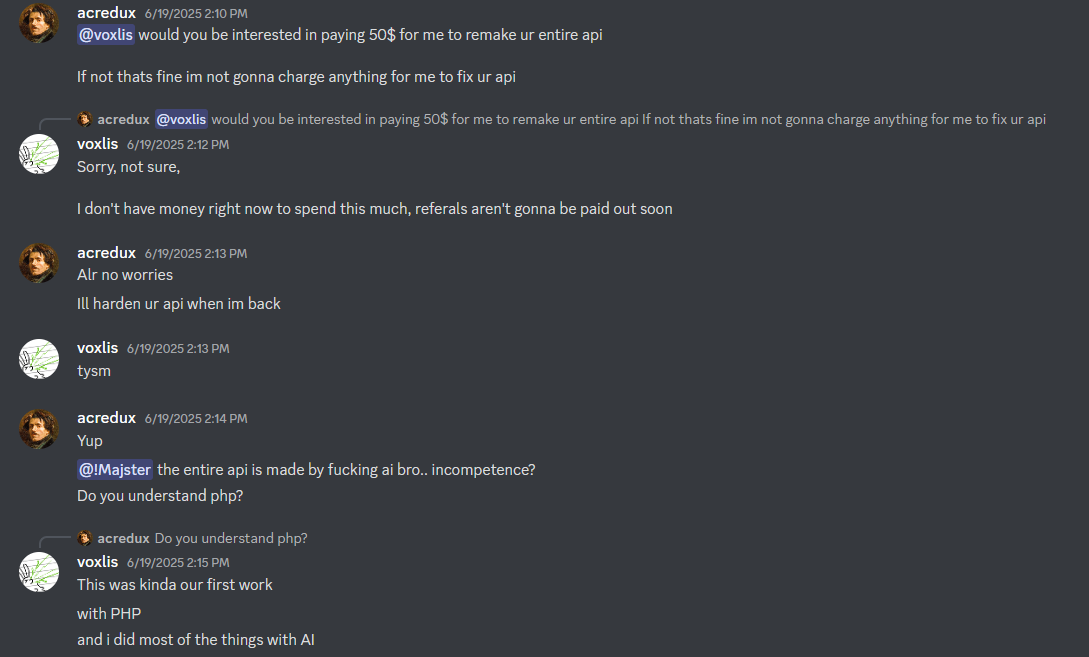 acredux 6/19/2025 2:10 PM
@voxlis would you be interested in paying 50$ for me to remake ur entire api
If not thats fine im not gonna charge anything for me to fix ur api
acredux @voxlis would you be interested in paying 50$ for me to remake ur entire api If not thats fine im not gonna charge anything for me to fix ur api
voxlis 6/19/2025 2:12 PM
Sorry, not sure,
I don't have money right now to spend this much, referals aren't gonna be paid out soon
acredux 6/19/2025 2:13 PM
Alr no worries
Ill harden ur api when im back
voxlis 6/19/2025 2:13 PM
tysm
acredux 6/19/2025 2:14 PM
Yup
@!Majster the entire api is made by fucking ai bro.. incompetence?
Do you understand php?
acredux Do you understand php?
voxlis 6/19/2025 2:15 PM
This was kinda our first work
with PHP
and i did most of the things with AI